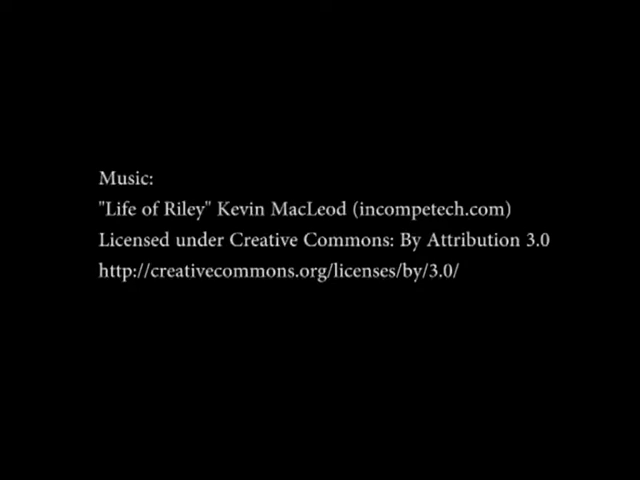 Music:
"Life of Riley" Kevin MacLeod (incompetech.com)
Licensed under Creative Commons: By Attribution 3.0
http://creativecommons.org/licenses/by/3.0/